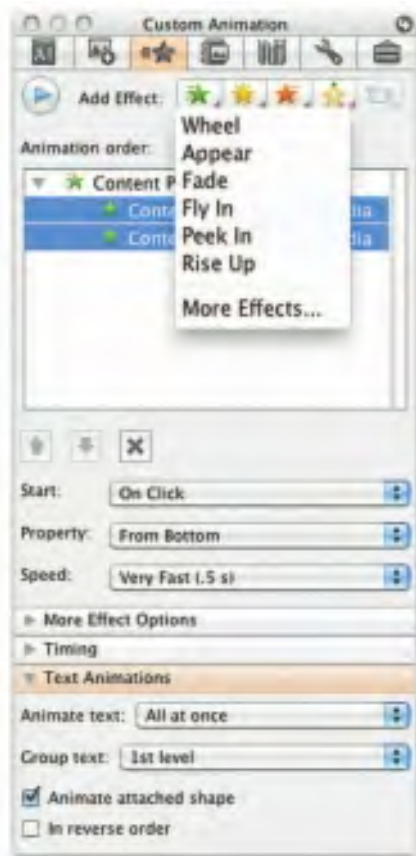 Custom Animation
Add Effect:
Wheel
Appear
Fade
Fly In
Peek In
Rise Up
More Effects...
Animation order:
Content P
Conte
dia
Conte
dia
Start: On Click
Property: From Bottom
Speed: Very Fast (.5 s)
More Effect Options
Timing
Text Animations
Animate text: All at once
Group text: 1st level
Animate attached shape
In reverse order